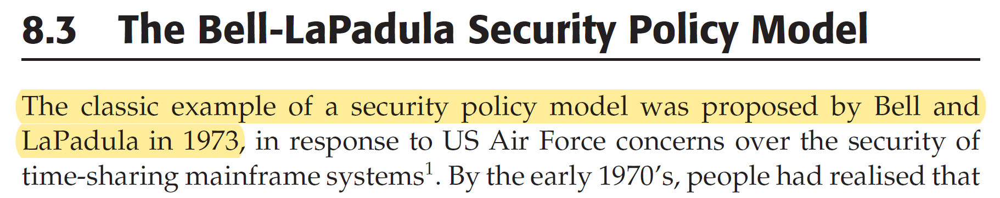 8.3 The Bell-LaPadula Security Policy Model
The classic example of a security policy model was proposed by Bell and
LaPadula in 1973, in response to US Air Force concerns over the security of
time-sharing mainframe systems¹. By the early 1970’s, people had realised that